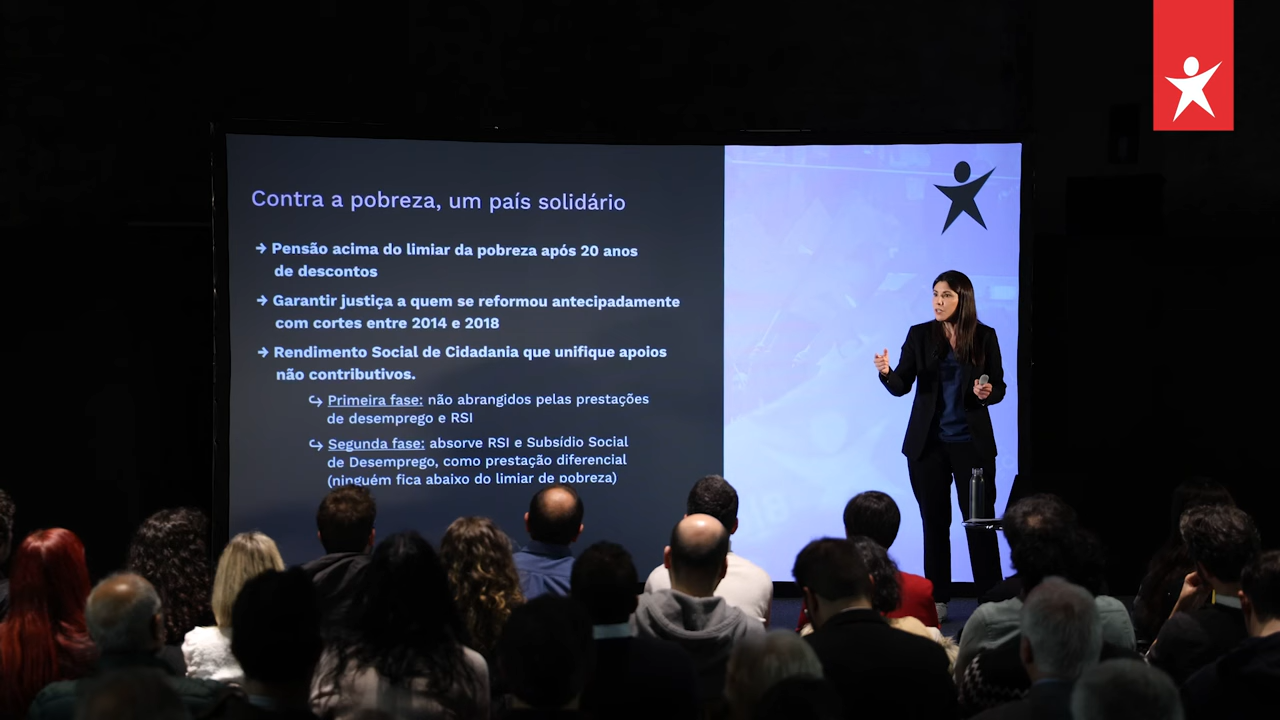 Contra a pobreza, um país solidário
→ Pensão acima do limiar da pobreza após 20 anos
de descontos
→ Garantir justiça a quem se reformou antecipadamente
com cortes entre 2014 e 2018
→ Rendimento Social de Cidadania que unifique apoios
não contributivos.
↪ Primeira fase: não abrangidos pelas prestações
de desemprego e RSI
↪ Segunda fase: absorve RSI e Subsídio Social
de Desemprego, como prestação diferencial
(ninguém fica abaixo do limiar de pobreza)